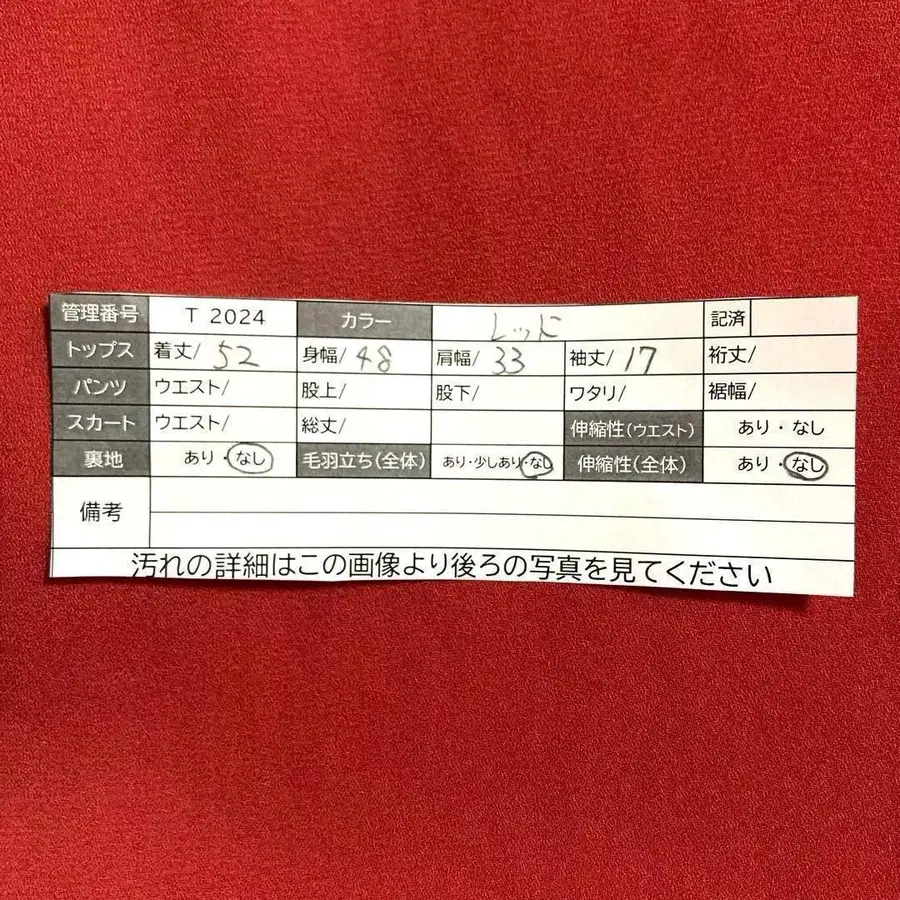 管理番号 T 2024 カラー レッド 記済
トップス 着丈/ 52 身幅/ 48 肩幅/ 33 袖丈/ 17 裄丈/
パンツ ウエスト/ 股上/ 股下/ ワタリ/ 裾幅/
スカート ウエスト/ 総丈/ 伸縮性(ウエスト) あり・なし
裏地 あり・なし 毛羽立ち(全体) あり・少しあり・なし 伸縮性(全体) あり・なし
備考
汚れの詳細はこの画像より後ろの写真を見てください